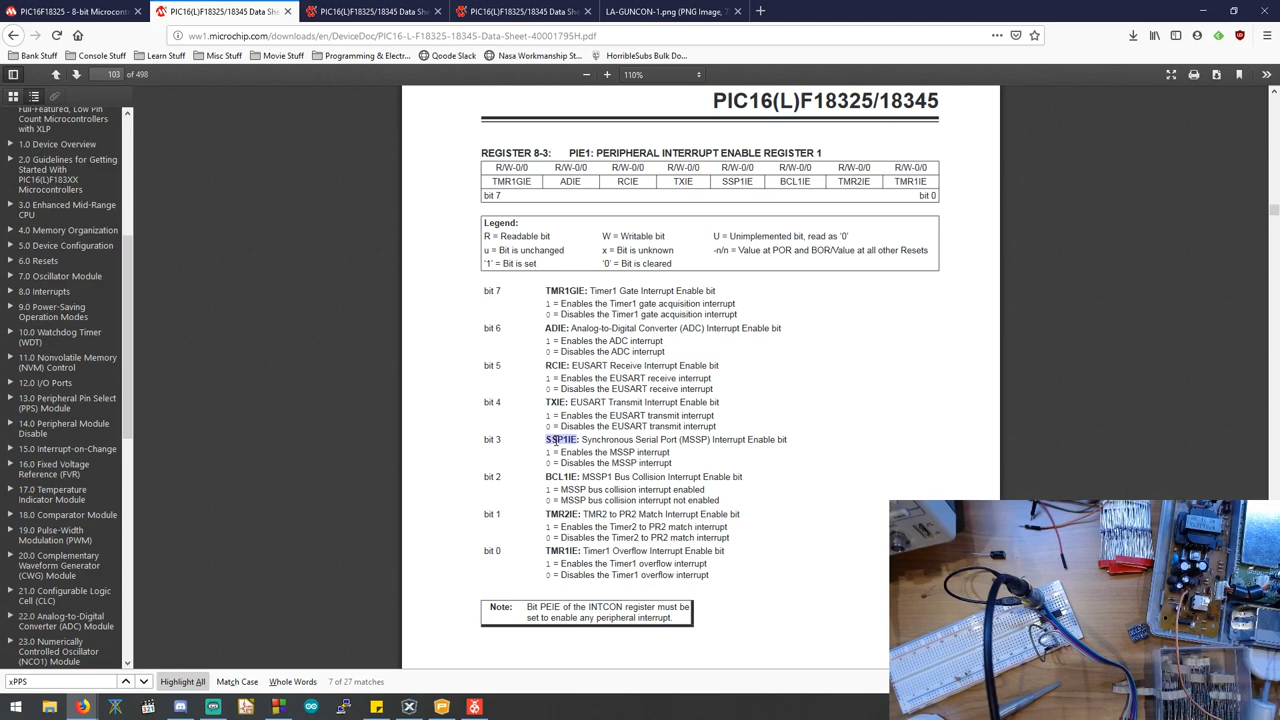 PIC16F18325 - 8-bit Microcont
PIC16(L)F18325/18345 Data She
PIC16(L)F18325/18345 Data She
PIC16(L)F18325/18345 Data She
LA-GUNCON-1.png (PNG Image, 7
ww1.microchip.com/downloads/en/DeviceDoc/PIC16-L-F18325-18345-Data-Sheet-40001795H.pdf
Bank Stuff
Console Stuff
Learn Stuff
Misc Stuff
Movie Stuff
Programming & Electr...
Qoode Slack
Nasa Workmanship St...
HorribleSubs Bulk Do...
103 of 498
110%
Full-Featured, Low Pin
Count Microcontrollers
with XLP
1.0 Device Overview
2.0 Guidelines for Getting
Started With
PIC16(L)F183XX
Microcontrollers
3.0 Enhanced Mid-Range
CPU
4.0 Memory Organization
5.0 Device Configuration
6.0 Resets
7.0 Oscillator Module
8.0 Interrupts
9.0 Power-Saving
Operation Modes
10.0 Watchdog Timer
(WDT)
11.0 Nonvolatile Memory
(NVM) Control
12.0 I/O Ports
13.0 Peripheral Pin Select
(PPS) Module
14.0 Peripheral Module
Disable
15.0 Interrupt-on-Change
16.0 Fixed Voltage
Reference (FVR)
17.0 Temperature
Indicator Module
18.0 Comparator Module
19.0 Pulse-Width
Modulation (PWM)
20.0 Complementary
Waveform Generator
(CWG) Module
21.0 Configurable Logic
Cell (CLC)
22.0 Analog-to-Digital
Converter (ADC) Module
23.0 Numerically
Controlled Oscillator
(NCO1) Module
PIC16(L)F18325/18345
REGISTER 8-3: PIE1: PERIPHERAL INTERRUPT ENABLE REGISTER 1
R/W-0/0 R/W-0/0 R/W-0/0 R/W-0/0 R/W-0/0 R/W-0/0 R/W-0/0 R/W-0/0
TMR1GIE ADIE RCIE TXIE SSP1IE BCL1IE TMR2IE TMR1IE
bit 7 bit 0
Legend:
R = Readable bit W = Writable bit U = Unimplemented bit, read as ‘0’
u = Bit is unchanged x = Bit is unknown -n/n = Value at POR and BOR/Value at all other Resets
‘1’ = Bit is set ‘0’ = Bit is cleared
bit 7 TMR1GIE: Timer1 Gate Interrupt Enable bit
1 = Enables the Timer1 gate acquisition interrupt
0 = Disables the Timer1 gate acquisition interrupt
bit 6 ADIE: Analog-to-Digital Converter (ADC) Interrupt Enable bit
1 = Enables the ADC interrupt
0 = Disables the ADC interrupt
bit 5 RCIE: EUSART Receive Interrupt Enable bit
1 = Enables the EUSART receive interrupt
0 = Disables the EUSART receive interrupt
bit 4 TXIE: EUSART Transmit Interrupt Enable bit
1 = Enables the EUSART transmit interrupt
0 = Disables the EUSART transmit interrupt
bit 3 SSP1IE: Synchronous Serial Port (MSSP) Interrupt Enable bit
1 = Enables the MSSP interrupt
0 = Disables the MSSP interrupt
bit 2 BCL1IE: MSSP1 Bus Collision Interrupt Enable bit
1 = MSSP bus collision interrupt enabled
0 = MSSP bus collision interrupt not enabled
bit 1 TMR2IE: TMR2 to PR2 Match Interrupt Enable bit
1 = Enables the Timer2 to PR2 match interrupt
0 = Disables the Timer2 to PR2 match interrupt
bit 0 TMR1IE: Timer1 Overflow Interrupt Enable bit
1 = Enables the Timer1 overflow interrupt
0 = Disables the Timer1 overflow interrupt
Note: Bit PEIE of the INTCON register must be
set to enable any peripheral interrupt.
xPPS
Highlight All
Match Case
Whole Words
7 of 27 matches